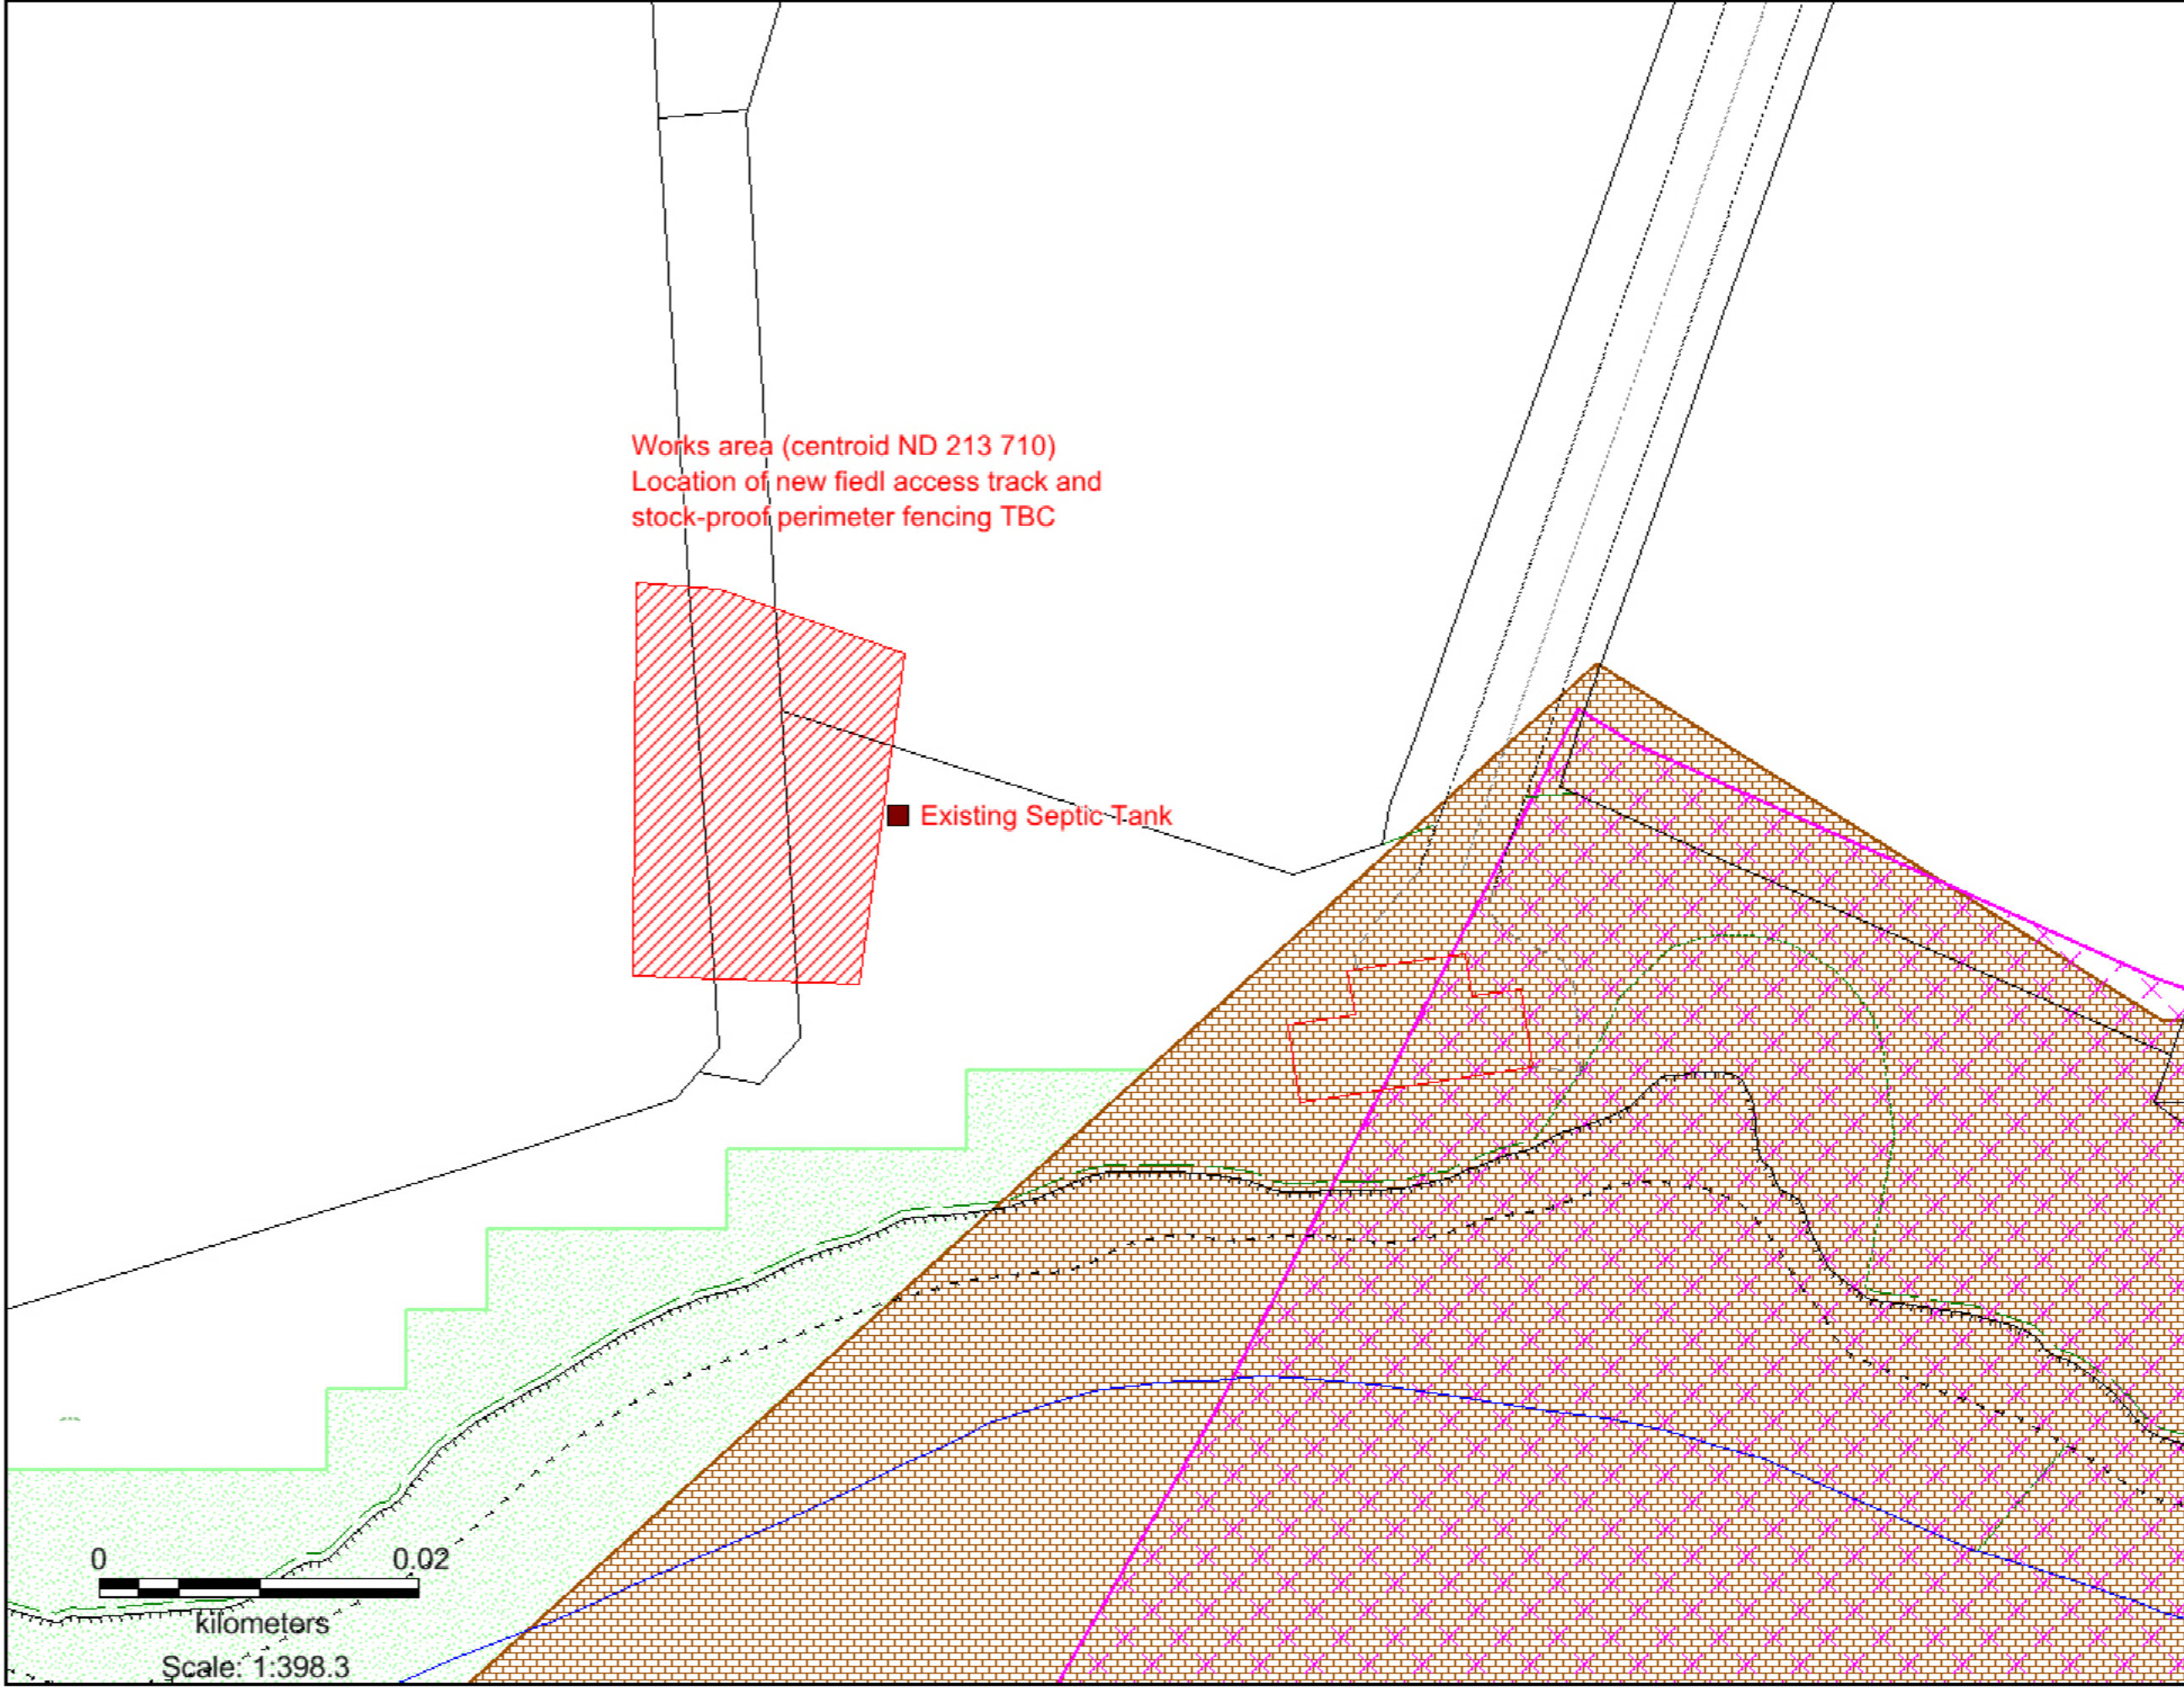 Works area (centroid ND 213 710)
Location of new fiedl access track and
stock-proof perimeter fencing TBC
Existing Septic Tank
0 0.02
kilometers
Scale: 1:398.3